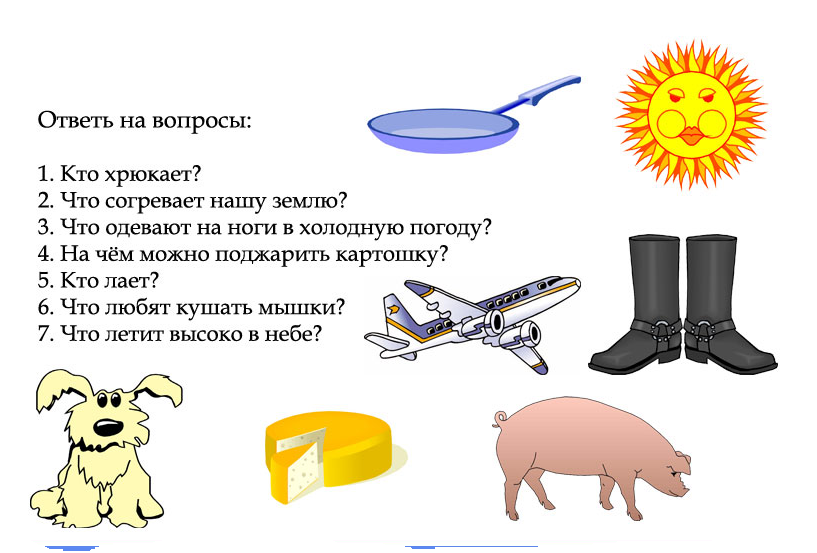 Ответь на вопросы:
1. Кто хрюкает?
2. Что согревает нашу землю?
3. Что одевают на ноги в холодную погоду?
4. На чём можно поджарить картошку?
5. Кто лает?
6. Что любят кушать мышки?
7. Что летит высоко в небе?